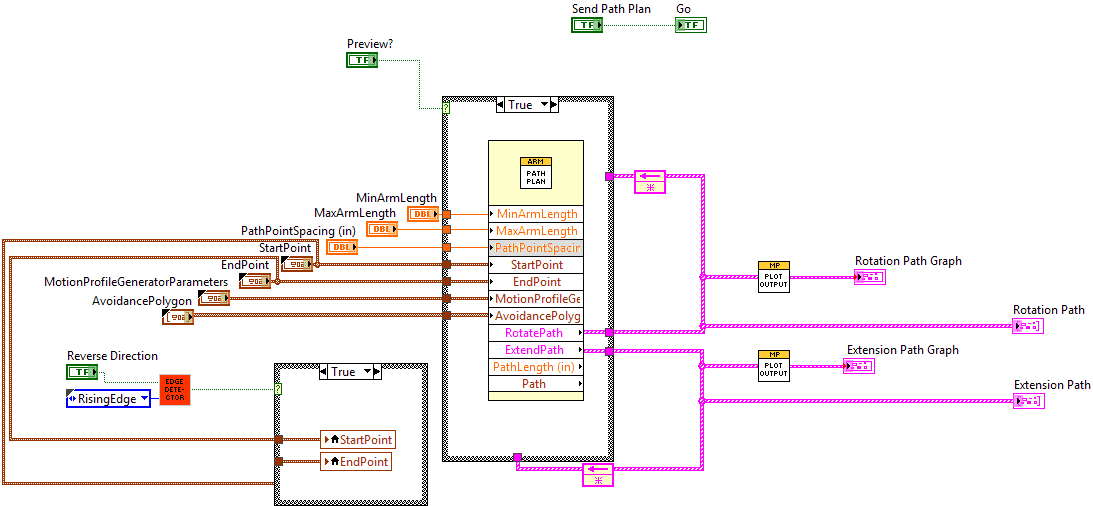 Send Path Plan
Go
TF
TF
Preview?
TF
?
True
ARM
PATH
PLAN
MinArmLength
DBL
MinArmLength
MaxArmLength
DBL
MaxArmLength
PathPointSpacing (in)
DBL
PathPointSpacin
StartPoint
StartPoint
EndPoint
EndPoint
MotionProfileGeneratorParameters
MotionProfileGe
AvoidancePolygon
AvoidancePolyg
RotatePath
ExtendPath
PathLength (in)
Path
MP
PLOT
OUTPUT
Rotation Path Graph
Rotation Path
MP
PLOT
OUTPUT
Extension Path Graph
Extension Path
Reverse Direction
TF
RisingEdge
EDGE
DETE-
CTOR
?
True
StartPoint
EndPoint